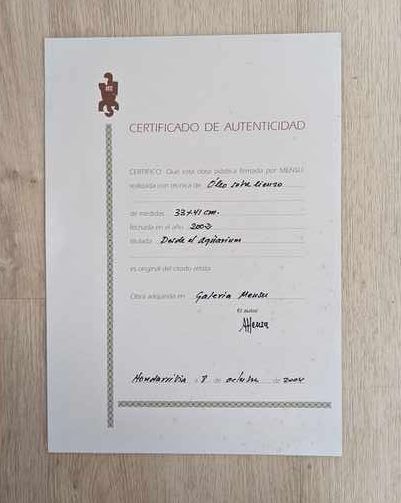 CERTIFICADO DE AUTENTICIDAD
CERTIFICO: Que esta obra plástica firmada por MENSU
realizada con técnica de Óleo sobre lienzo
de medidas 33x41 cm.
fechada en el año 2003
titulada Desde el aquarium
es original del citado artista
Obra adquirida en Galeria Mensu
El autor
Hondarribia a 8 de octubre de 2004